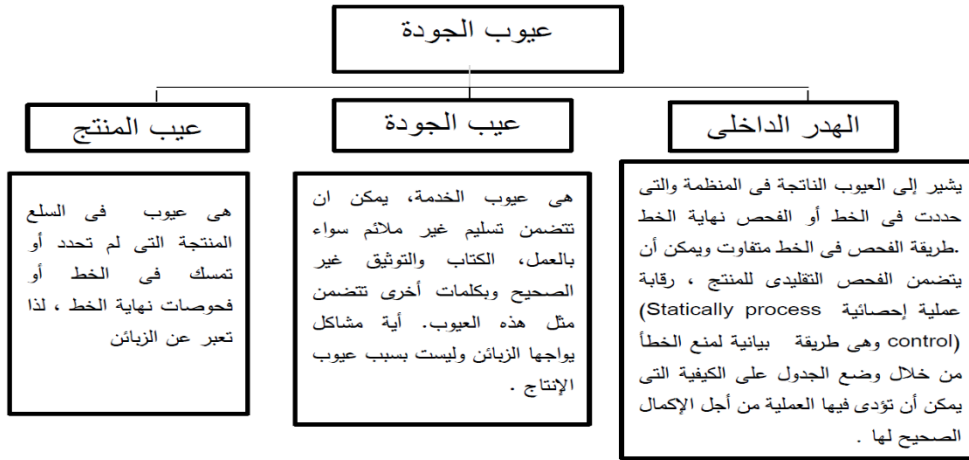 عيوب الجودة
الهدر الداخلى
عيب الجودة
عيب المنتج
يشير إلى العيوب الناتجة فى المنظمة والتى
حددت فى الخط أو الفحص نهاية الخط
.طريقة الفحص فى الخط متفاوت ويمكن أن
يتضمن الفحص التقليدى للمنتج ، رقابة
عملية إحصائية Statically process)
(control وهى طريقة بيانية لمنع الخطأ
من خلال وضع الجدول على الكيفية التى
يمكن أن تؤدى فيها العملية من أجل الإكمال
الصحيح لها .
هى عيوب الخدمة، يمكن ان
تتضمن تسليم غير ملائم سواء
بالعمل، الكتاب والتوثيق غير
الصحيح وبكلمات أخرى تتضمن
مثل هذه العيوب. أية مشاكل
يواجها الزبائن وليست بسبب عيوب
الإنتاج .
هى عيوب فى السلع
المنتجة التى لم تحدد أو
تمسك فى الخط أو
فحوصات نهاية الخط ، لذا
تعبر عن الزبائن